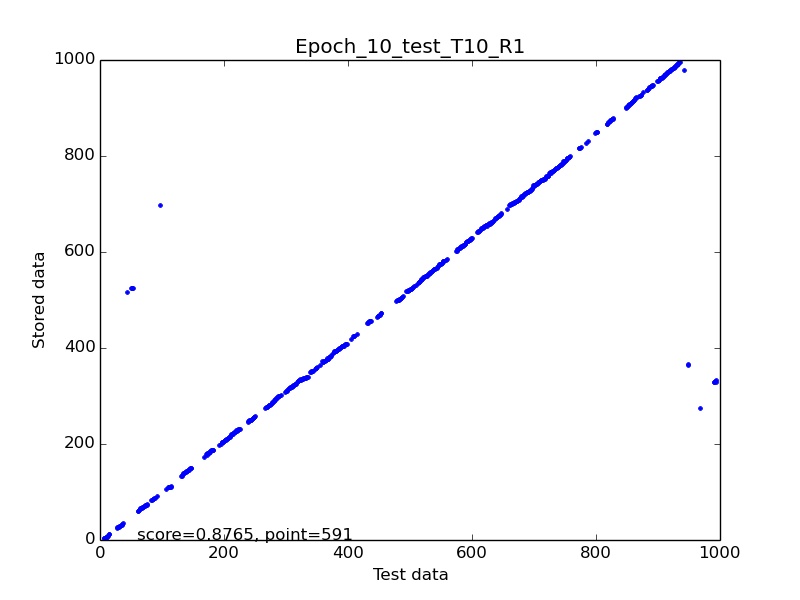 Epoch_10_test_T10_R1
1000
800
600
400
200
0
Stored data
score=0.8765, point=591
0 200 400 600 800 1000
Test data